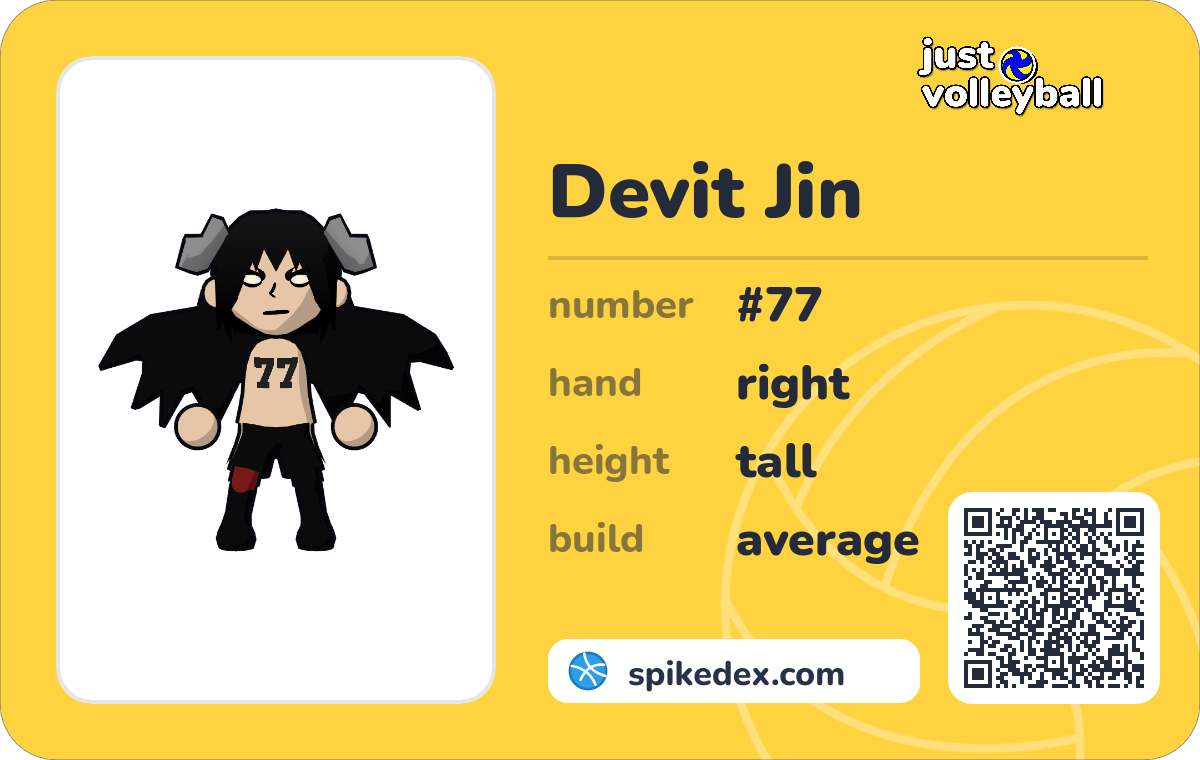 just
volleyball
Devit Jin
number #77
hand right
height tall
build average
77
spikedex.com